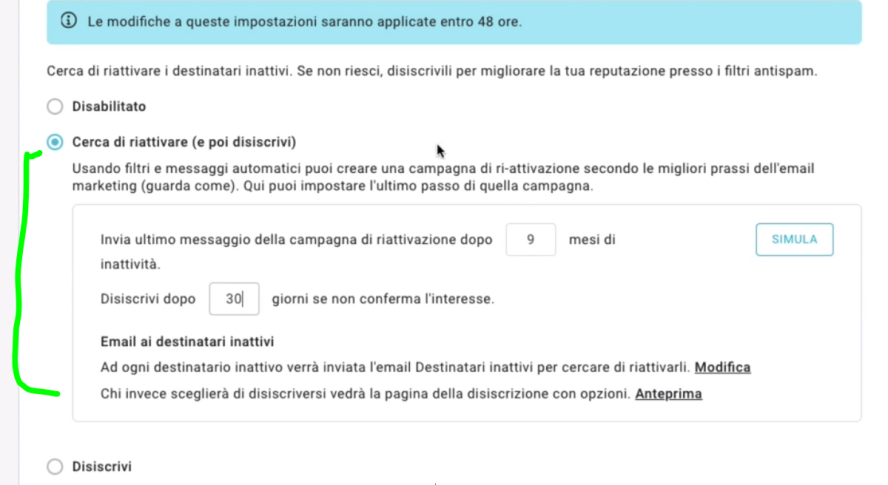 Le modifiche a queste impostazioni saranno applicate entro 48 ore.
Cerca di riattivare i destinatari inattivi. Se non riesci, disiscrivili per migliorare la tua reputazione presso i filtri antispam.
Disabilitato
Cerca di riattivare (e poi disiscrivi)
Usando filtri e messaggi automatici puoi creare una campagna di ri-attivazione secondo le migliori prassi dell'email
marketing (guarda come). Qui puoi impostare l'ultimo passo di quella campagna.
Invia ultimo messaggio della campagna di riattivazione dopo 9 mesi di SIMULA
inattività.
Disiscrivi dopo 30 giorni se non conferma l'interesse.
Email ai destinatari inattivi
Ad ogni destinatario inattivo verrà inviata l'email Destinatari inattivi per cercare di riattivarli. Modifica
Chi invece sceglierà di disiscriversi vedrà la pagina della disiscrizione con opzioni. Anteprima
Disiscrivi